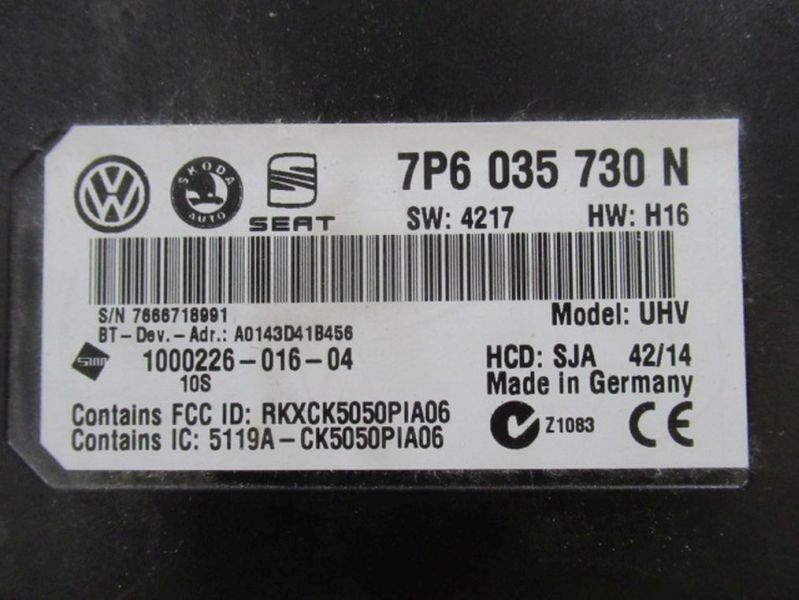 VW SKODA AUTO SEAT 7P6 035 730 N
SW: 4217 HW: H16
S/N 7666718991 Model: UHV
BT-Dev.-Adr.: A0143D41B456
1000226-016-04 HCD: SJA 42/14
10S Made in Germany
Contains FCC ID: RKXCK5050PIA06
Contains IC: 5119A-CK5050PIA06 Z1083 CE